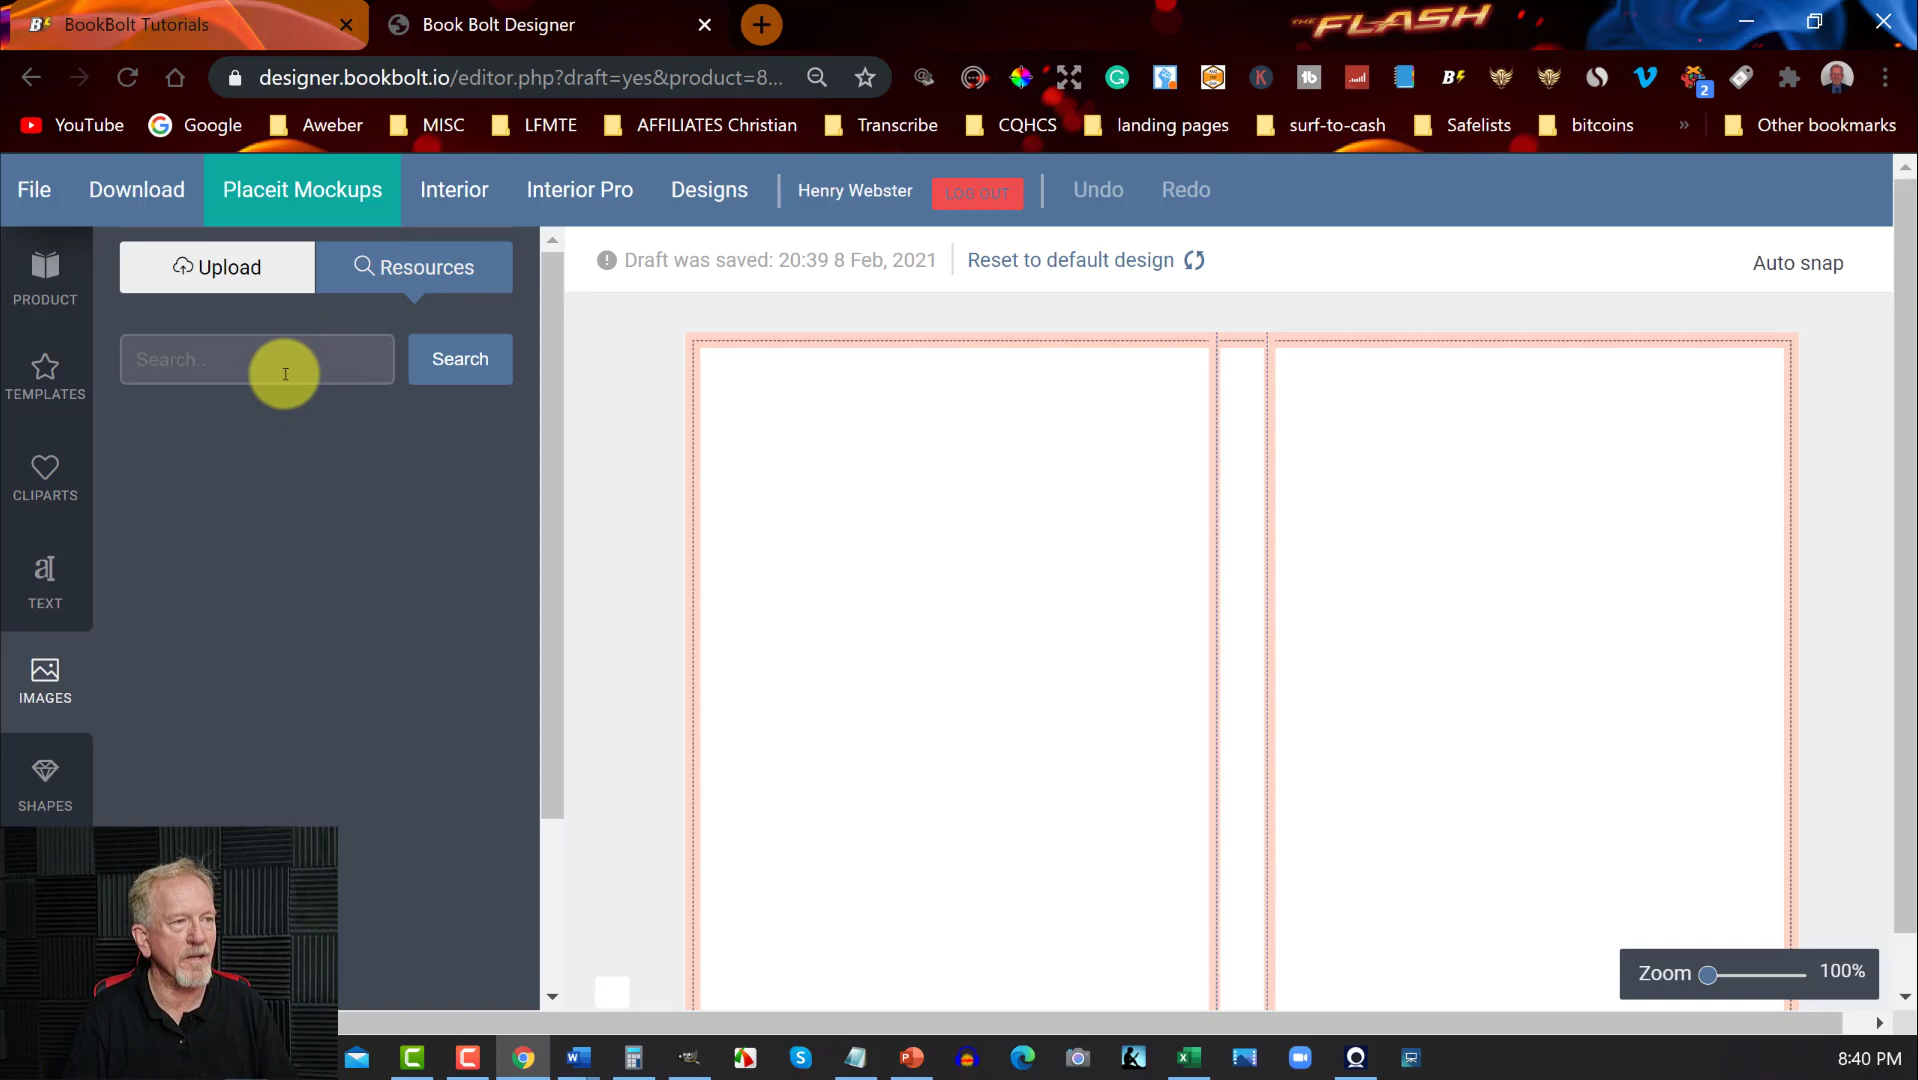 BookBolt Tutorials
Book Bolt Designer
THE FLASH
designer.bookbolt.io/editor.php?draft=yes&product=8...
2
YouTube
Google
Aweber
MISC
LFMTE
AFFILIATES Christian
Transcribe
CQHCS
landing pages
surf-to-cash
Safelists
bitcoins
»
Other bookmarks
File
Download
Placeit Mockups
Interior
Interior Pro
Designs
Henry Webster
LOG OUT
Undo
Redo
Upload
Resources
Search..
Search
PRODUCT
TEMPLATES
CLIPARTS
TEXT
IMAGES
SHAPES
Draft was saved: 20:39 8 Feb, 2021
Reset to default design
Auto snap
Zoom
100%
8:40 PM